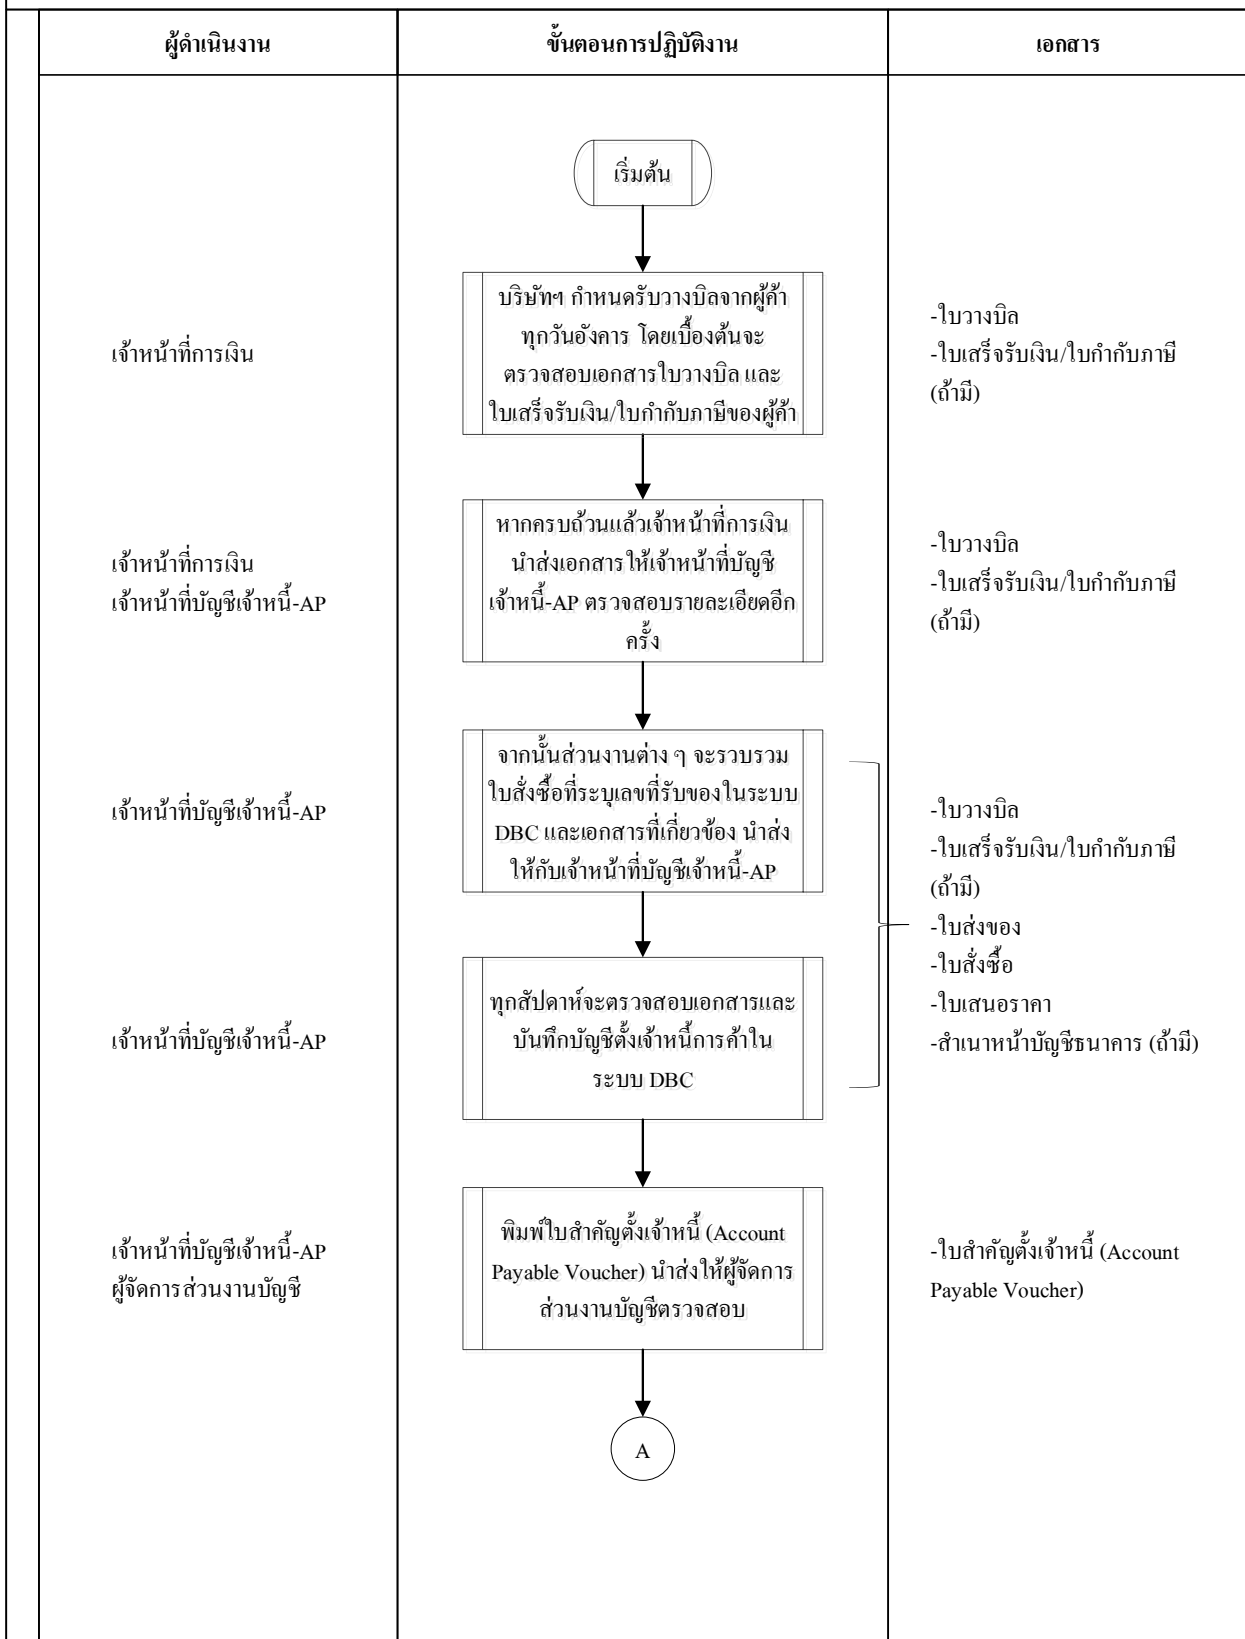 ผู้ดำเนินงาน
ขั้นตอนการปฏิบัติงาน
เอกสาร
เริ่มต้น
เจ้าหน้าที่การเงิน
บริษัทฯ กำหนดรับวางบิลจากผู้ค้า
ทุกวันอังคาร โดยเบื้องต้นจะ
ตรวจสอบเอกสารใบวางบิล และ
ใบเสร็จรับเงิน/ใบกำกับภาษีของผู้ค้า
-ใบวางบิล
-ใบเสร็จรับเงิน/ใบกำกับภาษี
(ถ้ามี)
เจ้าหน้าที่การเงิน
เจ้าหน้าที่บัญชีเจ้าหนี้-AP
หากครบถ้วนแล้วเจ้าหน้าที่การเงิน
นำส่งเอกสารให้เจ้าหน้าที่บัญชี
เจ้าหนี้-AP ตรวจสอบรายละเอียดอีก
ครั้ง
-ใบวางบิล
-ใบเสร็จรับเงิน/ใบกำกับภาษี
(ถ้ามี)
เจ้าหน้าที่บัญชีเจ้าหนี้-AP
จากนั้นส่วนงานต่าง ๆ จะรวบรวม
ใบสั่งซื้อที่ระบุเลขที่รับของในระบบ
DBC และเอกสารที่เกี่ยวข้อง นำส่ง
ให้กับเจ้าหน้าที่บัญชีเจ้าหนี้-AP
-ใบวางบิล
-ใบเสร็จรับเงิน/ใบกำกับภาษี
(ถ้ามี)
-ใบส่งของ
-ใบสั่งซื้อ
-ใบเสนอราคา
-สำเนาหน้าบัญชีธนาคาร (ถ้ามี)
เจ้าหน้าที่บัญชีเจ้าหนี้-AP
ทุกสัปดาห์จะตรวจสอบเอกสารและ
บันทึกบัญชีตั้งเจ้าหนี้การค้าใน
ระบบ DBC
เจ้าหน้าที่บัญชีเจ้าหนี้-AP
ผู้จัดการส่วนงานบัญชี
พิมพ์ใบสำคัญตั้งเจ้าหนี้ (Account
Payable Voucher) นำส่งให้ผู้จัดการ
ส่วนงานบัญชีตรวจสอบ
-ใบสำคัญตั้งเจ้าหนี้ (Account
Payable Voucher)
A